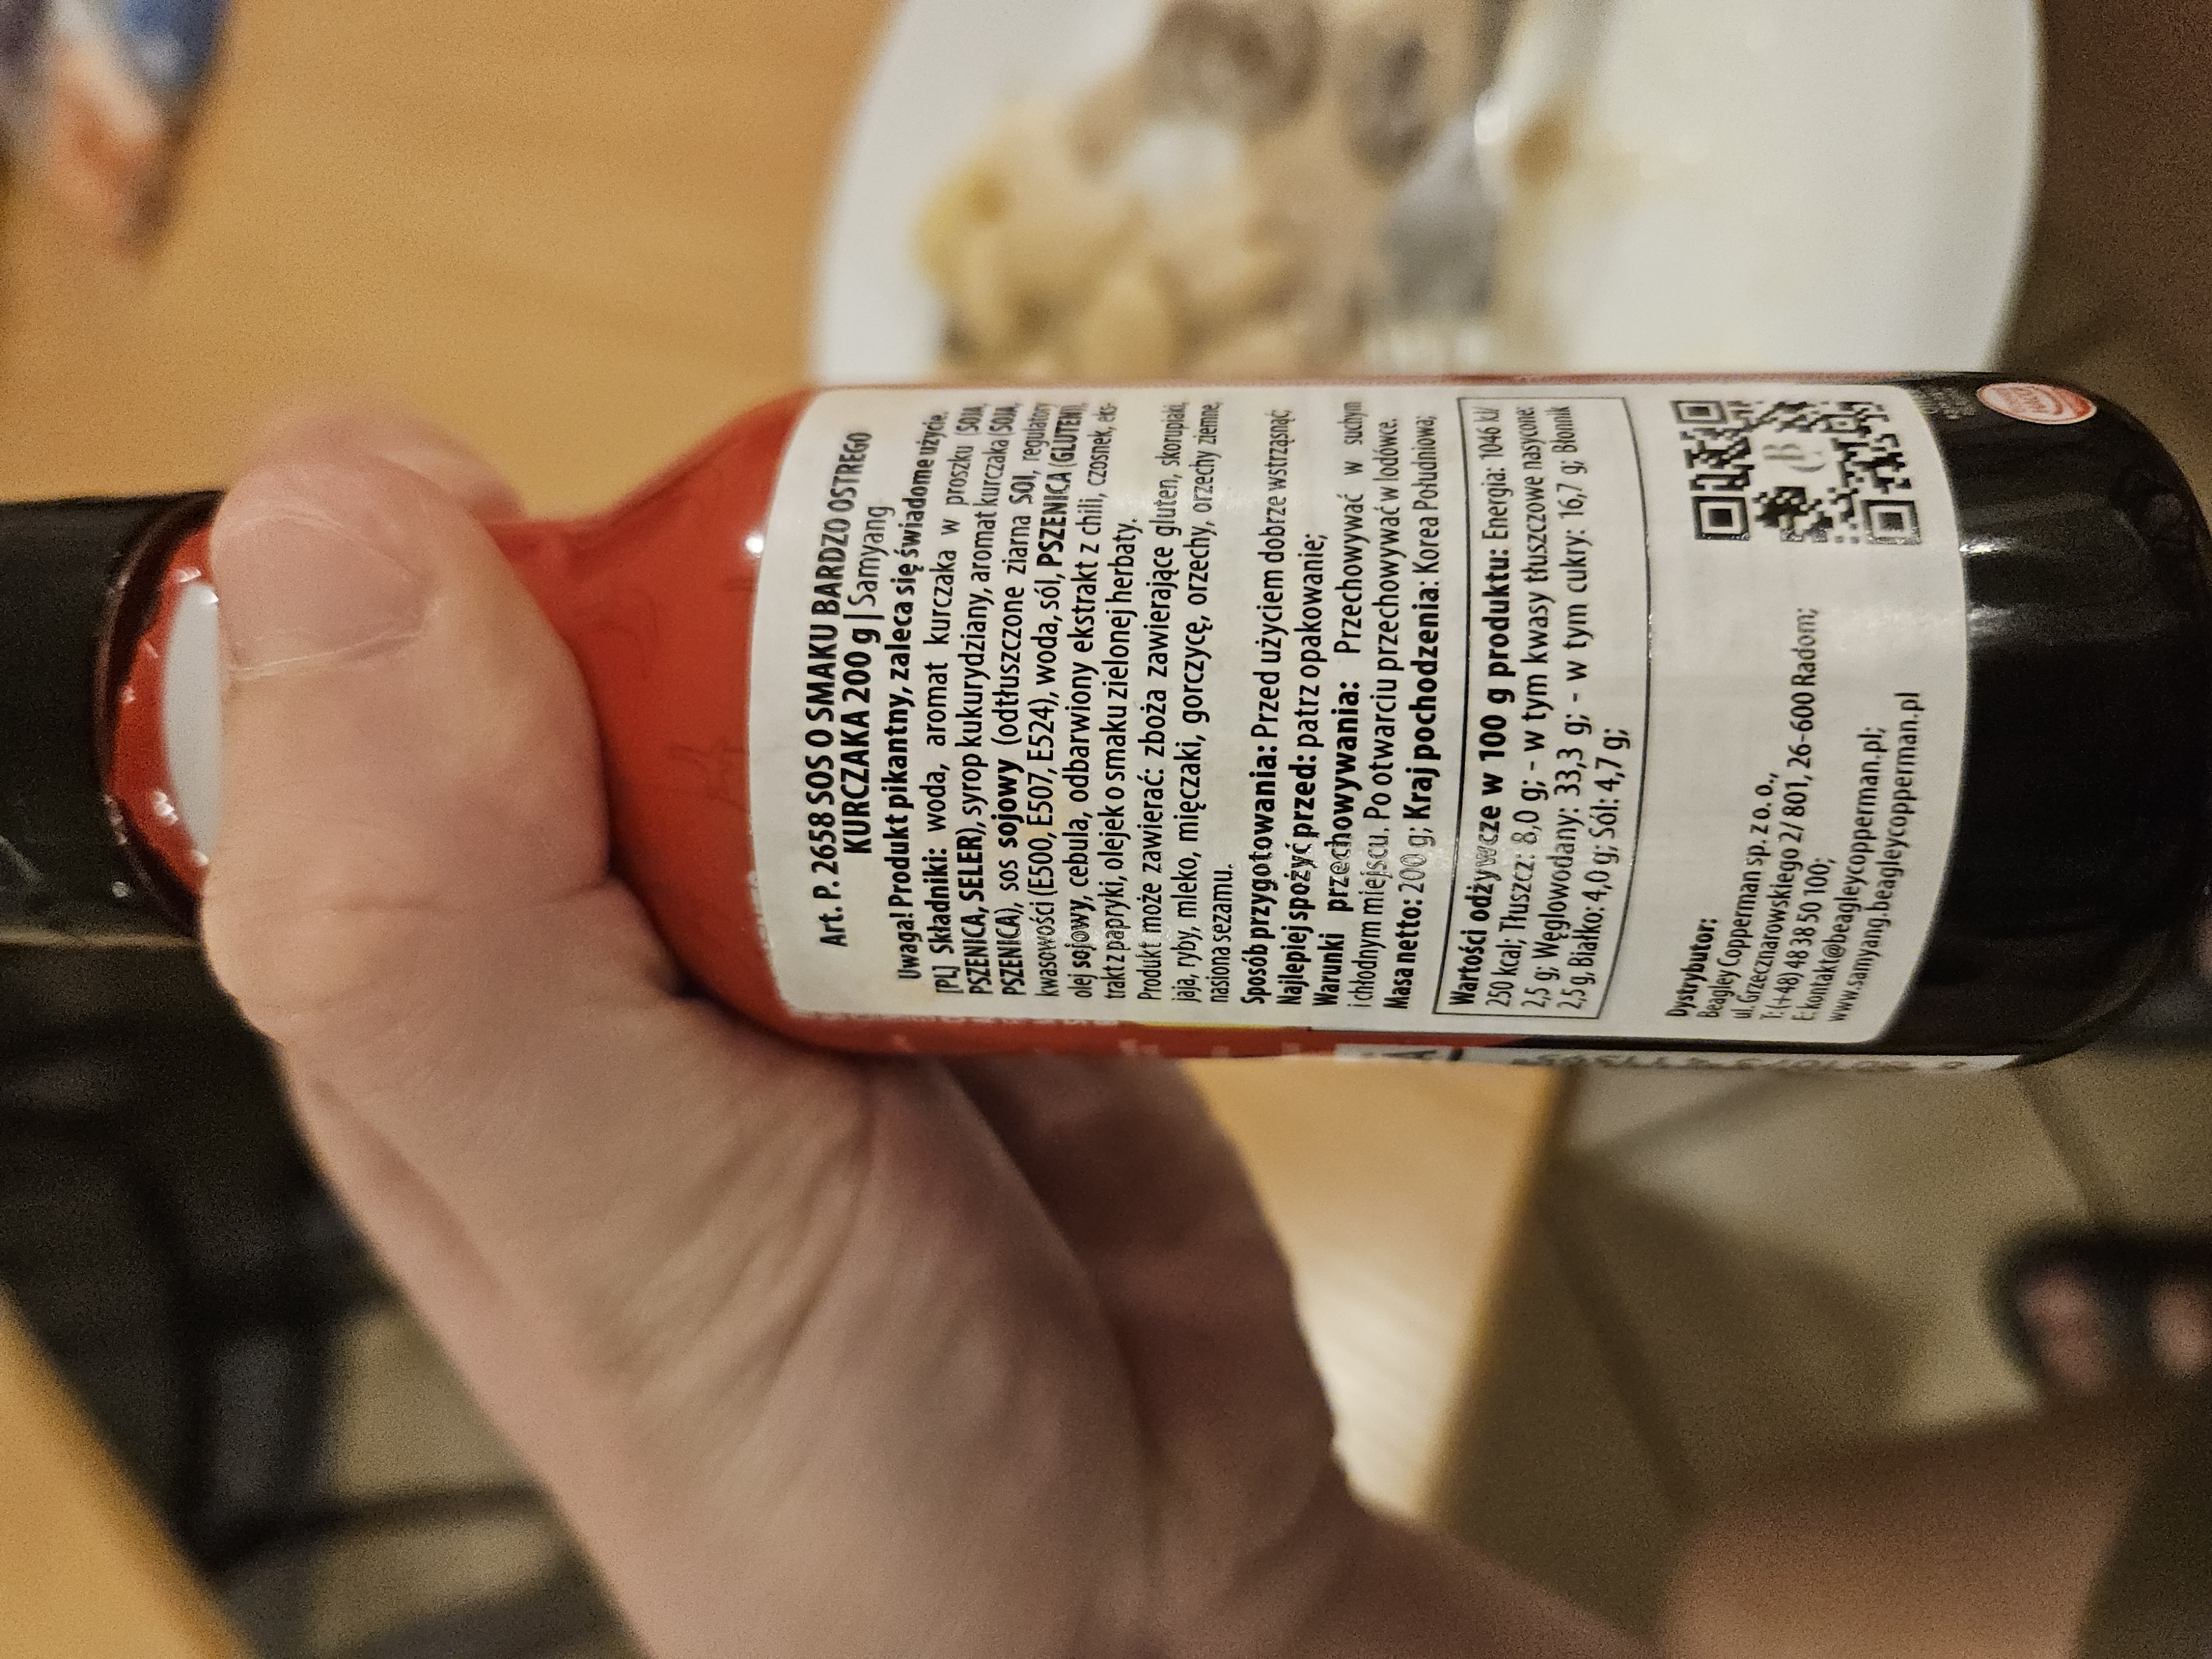 Art. P. 2658 SOS O SMAKU BARDZO OSTREGO
KURCZAKA 200 g | Samyang
Uwaga! Produkt pikantny, zaleca się świadome użycie.
[PL] Składniki: woda, aromat kurczaka w proszku (SOJA,
PSZENICA, SELER), syrop kukurydziany, aromat kurczaka (SOJA,
PSZENICA), sos sojowy (odtłuszczone ziarna SOI, regulatory
kwasowości (E500, E507, E524), woda, sól, PSZENICA (GLUTEN)),
olej sojowy, cebula, odbarwiony ekstrakt z chili, czosnek, eks-
trakt z papryki, olejek o smaku zielonej herbaty.
Produkt może zawierać: zboża zawierające gluten, skorupiaki,
jaja, ryby, mleko, mięczaki, gorczycę, orzechy, orzechy ziemne,
nasiona sezamu.
Sposób przygotowania: Przed użyciem dobrze wstrząsnąć
Najlepiej spożyć przed: patrz opakowanie;
Warunki przechowywania: Przechowywać w suchym
i chłodnym miejscu. Po otwarciu przechowywać w lodówce.
Masa netto: 200 g; Kraj pochodzenia: Korea Południowa;
Wartości odżywcze w 100 g produktu: Energia: 1046 kJ/
250 kcal; Tłuszcz: 8,0 g; - w tym kwasy tłuszczowe nasycone:
2,5 g; Węglowodany: 33,3 g; - w tym cukry: 16,7 g; Błonik
2,5 g, Białko: 4,0 g; Sól: 4,7 g;
Dystrybutor:
Beagley Copperman sp. z o. o.,
ul. Grzecznarowskiego 2/ 801, 26-600 Radom;
T: (+48) 48 38 50 100;
E: kontakt@beagleycopperman.pl;
www.samyang.beagleycopperman.pl